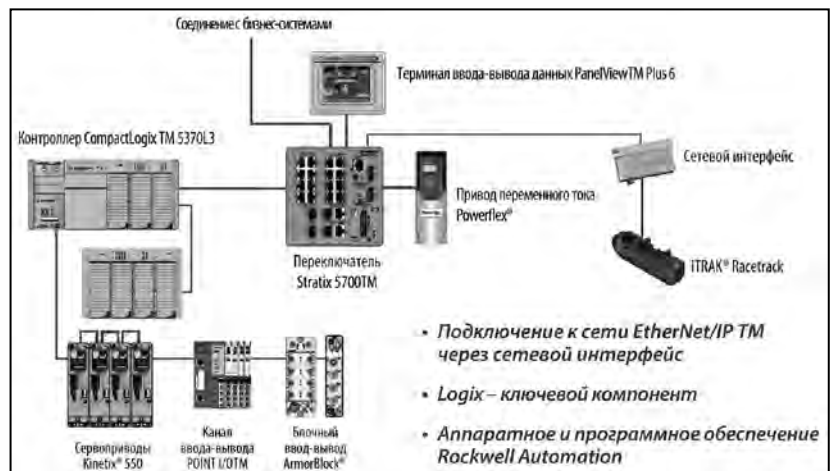 Соединение с бизнес-системами
Терминал ввода-вывода данных PanelViewTM Plus 6
Контроллер CompactLogix TM 5370L3
Сетевой интерфейс
Привод переменного тока
Powerflex®
Переключатель
Stratix 5700TM
iTRAK® Racetrack
• Подключение к сети EtherNet/IP TM
через сетевой интерфейс
• Logix – ключевой компонент
• Аппаратное и программное обеспечение
Rockwell Automation
Сервоприводы
Kinetix® 550
Канал
ввода-вывода
POINT I/OTM
Блочный
ввод-вывод
ArmorBlock®